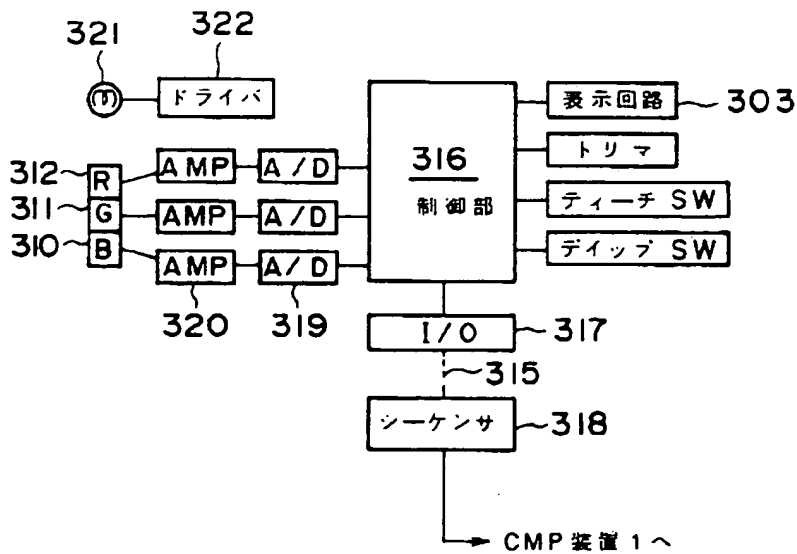 321
322
ドライバ
表示回路
303
312
R
AMP
A/D
316
制御部
トリマ
311
G
AMP
A/D
ティーチ SW
310
B
AMP
A/D
デイップ SW
320
319
I/O
317
315
シーケンサ
318
CMP装置1へ